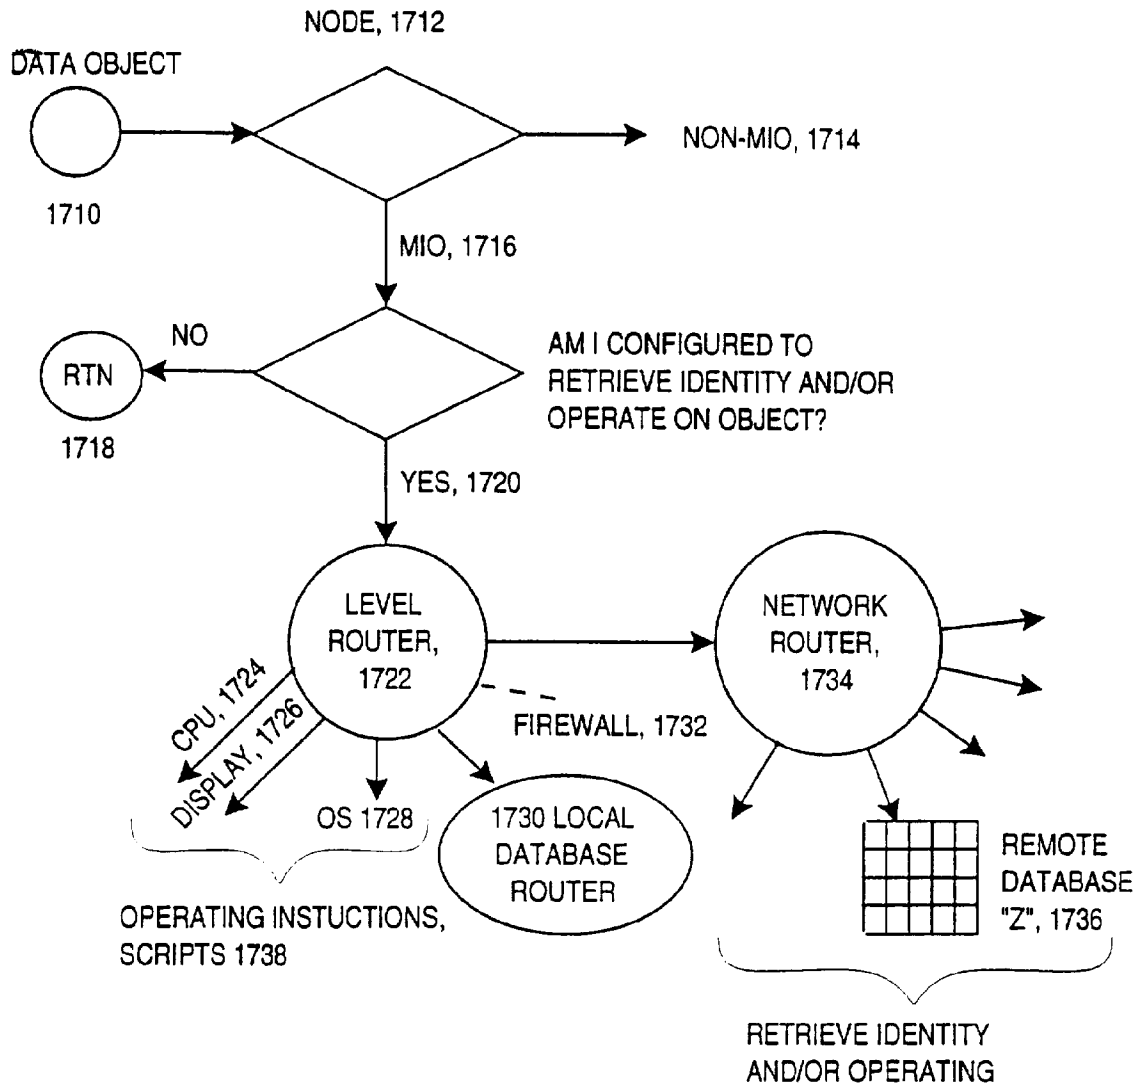 NODE, 1712
DATA OBJECT
NON-MIO, 1714
1710
MIO, 1716
NO
RTN
1718
AM I CONFIGURED TO
RETRIEVE IDENTITY AND/OR
OPERATE ON OBJECT?
YES, 1720
LEVEL
ROUTER,
1722
NETWORK
ROUTER,
1734
CPU, 1724
DISPLAY, 1726
FIREWALL, 1732
OS 1728
1730 LOCAL
DATABASE
ROUTER
REMOTE
DATABASE
"Z", 1736
OPERATING INSTUCTIONS,
SCRIPTS 1738
RETRIEVE IDENTITY
AND/OR OPERATING